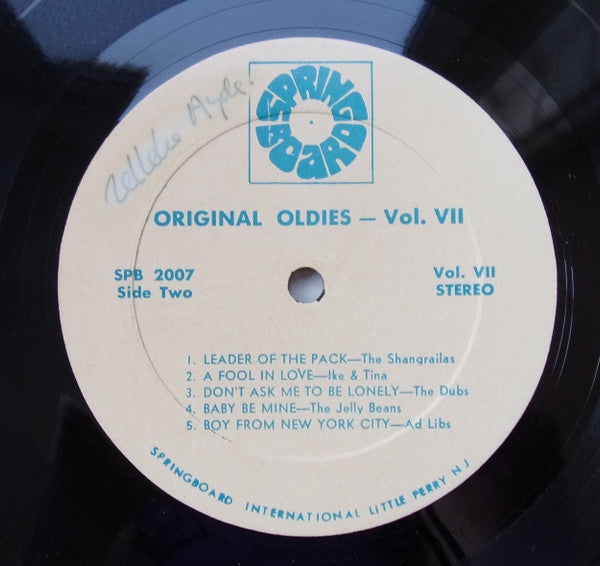 SPRINGBOARD
ORIGINAL OLDIES — Vol. VII
SPB 2007
Side Two
Vol. VII
STEREO
1. LEADER OF THE PACK—The Shangrailas
2. A FOOL IN LOVE—Ike & Tina
3. DON'T ASK ME TO BE LONELY—The Dubs
4. BABY BE MINE—The Jelly Beans
5. BOY FROM NEW YORK CITY—Ad Libs
SPRINGBOARD INTERNATIONAL LITTLE PERRY NJ